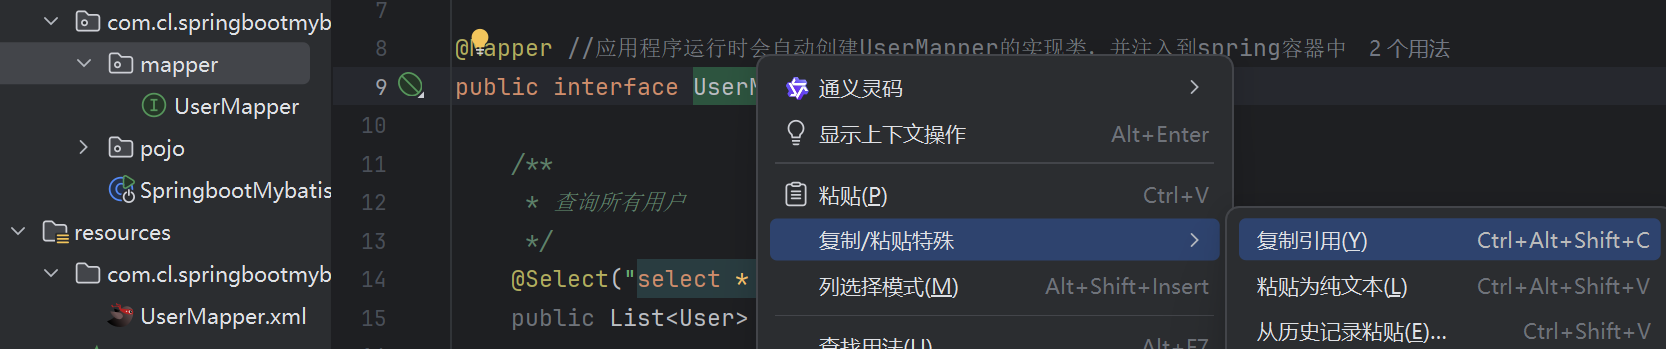 com.cl.springbootmyb
mapper
UserMapper
pojo
SpringbootMybatis
resources
com.cl.springbootmyb
UserMapper.xml
7
8 @Mapper //应用程序运行时会自动创建UserMapper的实现类，并注入到spring容器中 2 个用法
9 public interface UserM
10
11 /**
12 * 查询所有用户
13 */
14 @Select("select *
15 public List<User>
通义灵码
显示上下文操作 Alt+Enter
粘贴(P) Ctrl+V
复制/粘贴特殊
列选择模式(M) Alt+Shift+Insert
查找用法(U) Alt+F7
复制引用(Y) Ctrl+Alt+Shift+C
粘贴为纯文本(L) Ctrl+Alt+Shift+V
从历史记录粘贴(E)... Ctrl+Shift+V